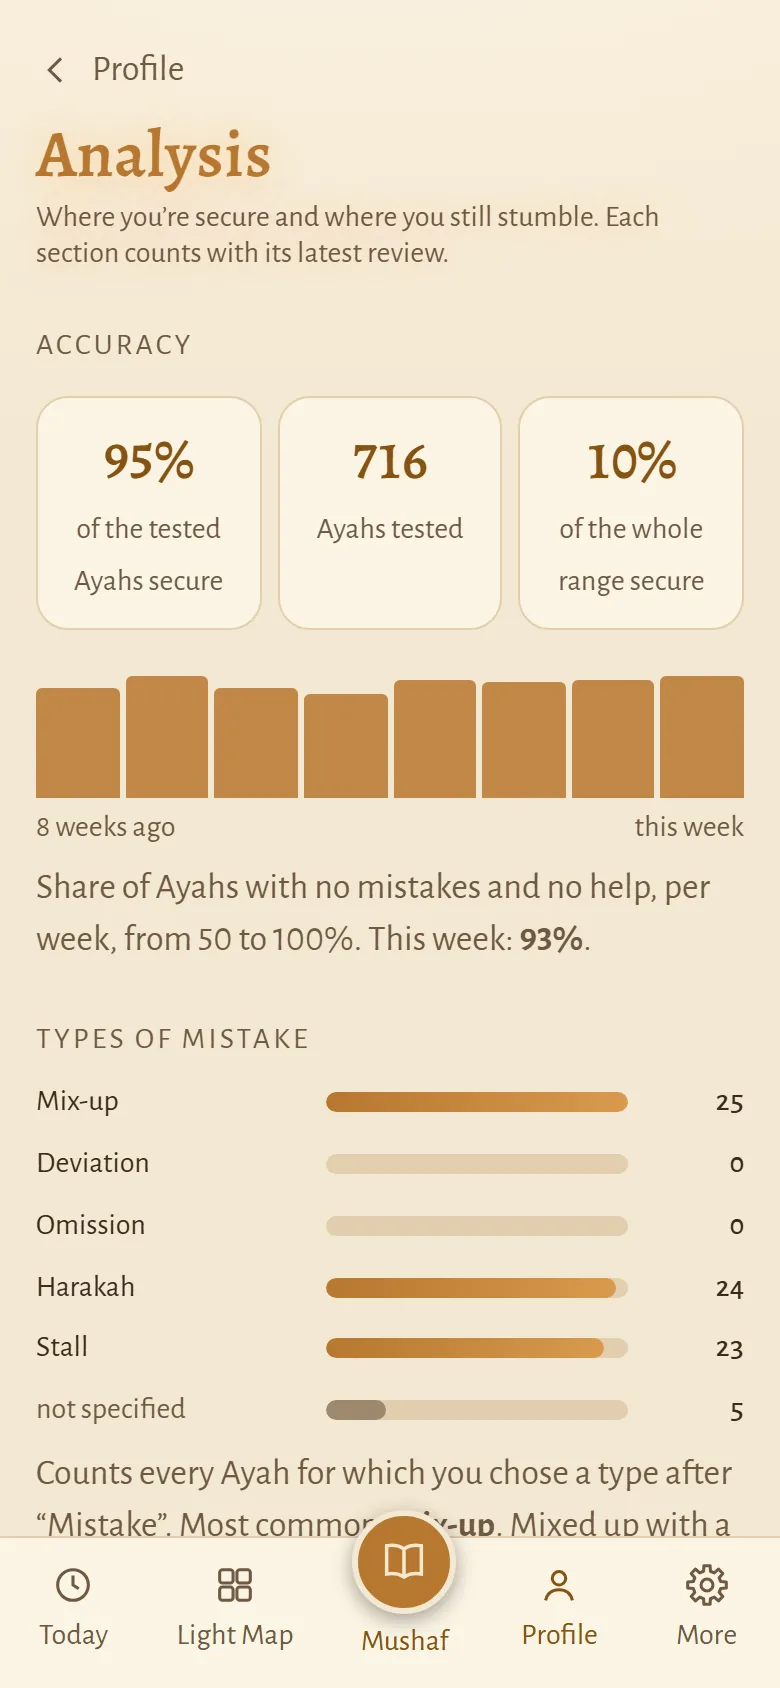 Profile
Analysis
Where you’re secure and where you still stumble. Each
section counts with its latest review.
ACCURACY
95%
of the tested
Ayahs secure
716
Ayahs tested
10%
of the whole
range secure
8 weeks ago
this week
Share of Ayahs with no mistakes and no help, per
week, from 50 to 100%. This week: 93%.
TYPES OF MISTAKE
Mix-up 25
Deviation 0
Omission 0
Harakah 24
Stall 23
not specified 5
Counts every Ayah for which you chose a type after
“Mistake”. Most common -up. Mixed up with a
Today
Light Map
Mushaf
Profile
More